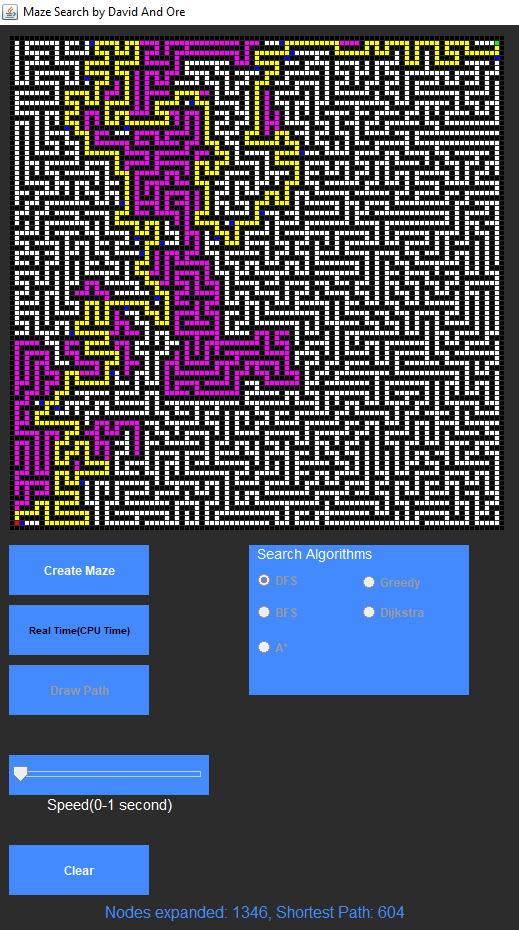 Maze Search by David And Ore
Create Maze
Real Time(CPU Time)
Draw Path
Search Algorithms
DFS
Greedy
BFS
Dijkstra
A*
Speed(0-1 second)
Clear
Nodes expanded: 1346, Shortest Path: 604